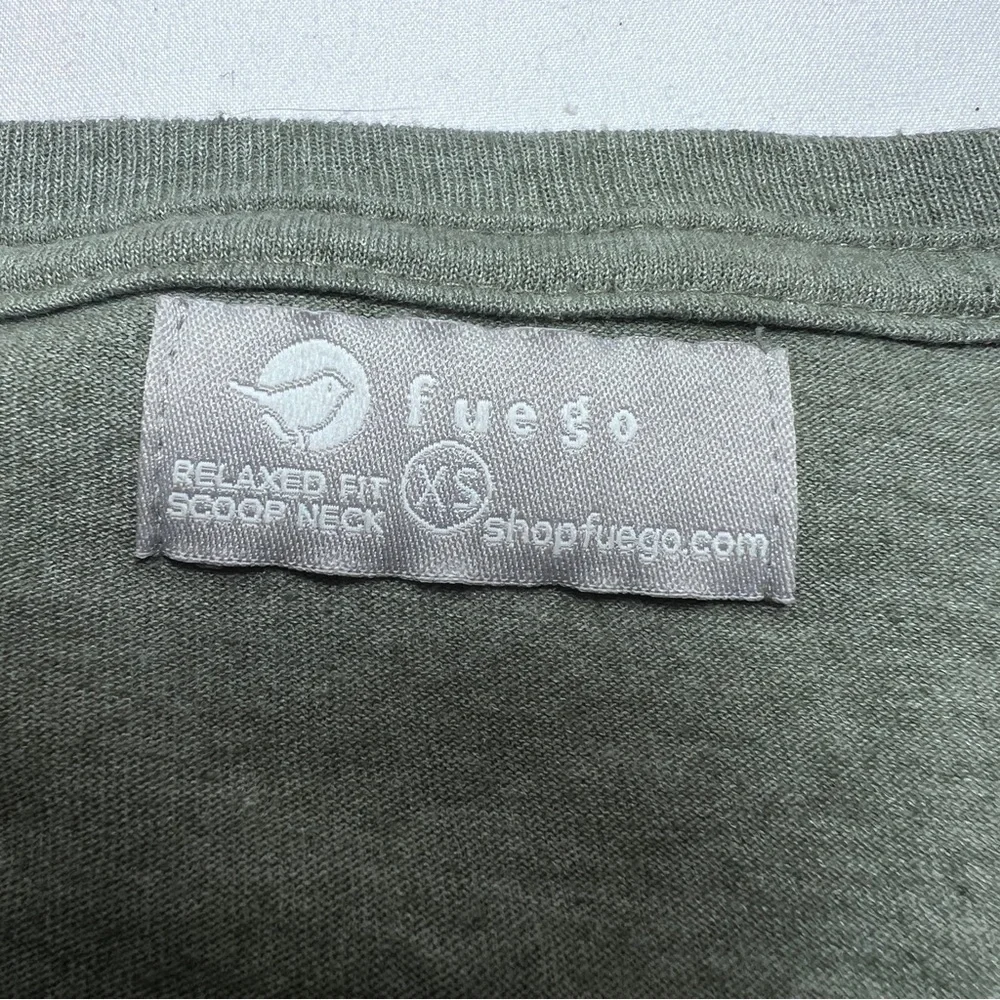 fuego
RELAXED FIT
SCOOP NECK
XS
shopfuego.com